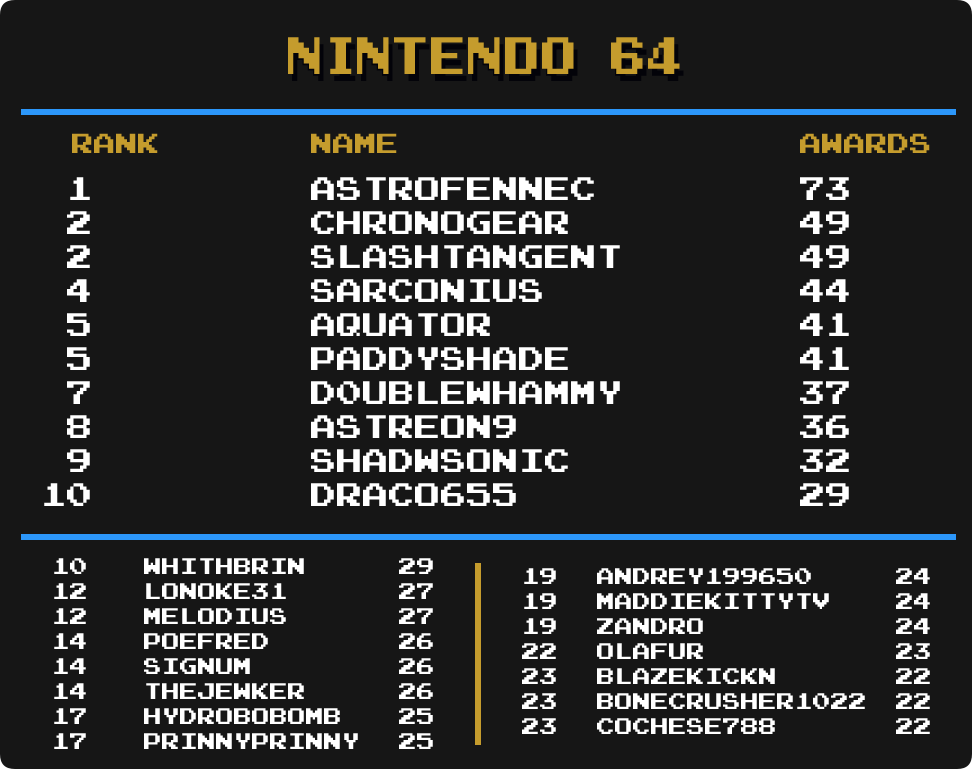 NINTENDO 64
RANK NAME AWARDS
1 ASTROFENNEC 73
2 CHRONOGEAR 49
2 SLASHTANGENT 49
4 SARCONIUS 44
5 AQUATOR 41
5 PADDYSHADE 41
7 DOUBLEWHAMMY 37
8 ASTREON9 36
9 SHADWSONIC 32
10 DRACO655 29
10 WHITHBRIN 29
12 LONOKE31 27
12 MELODIUS 27
14 POEFRED 26
14 SIGNUM 26
14 THEJEWKER 26
17 HYDROBOBOMB 25
17 PRINNYPRINNY 25
19 ANDREY199650 24
19 MADDIEKITTYTV 24
19 ZANDRO 24
22 OLAFUR 23
23 BLAZEKICKN 22
23 BONECRUSHER1022 22
23 COCHESE788 22